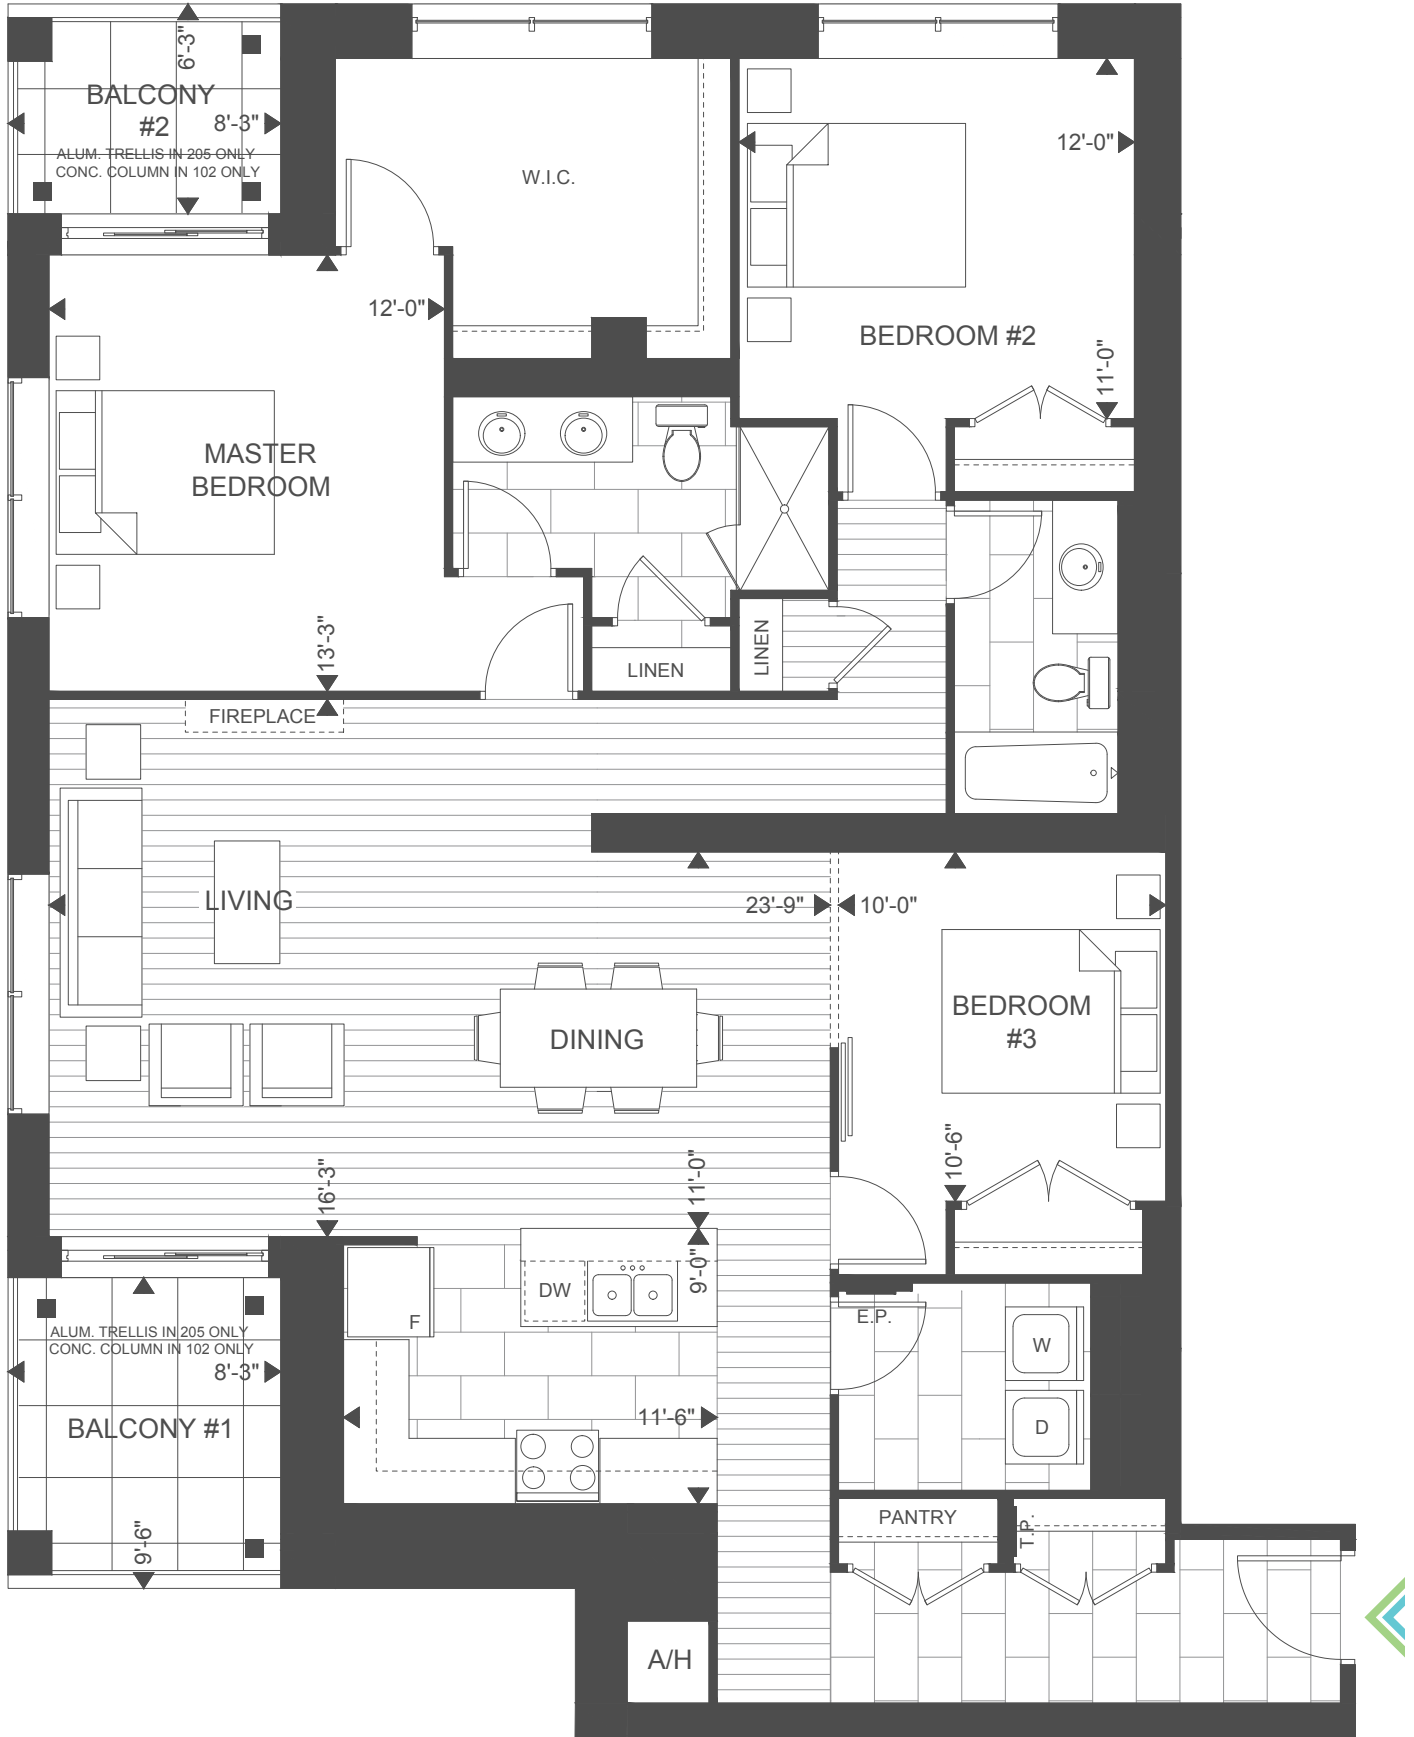 6'-3"
BALCONY
#2
8'-3"
ALUM. TRELLIS IN 205 ONLY
CONC. COLUMN IN 102 ONLY
W.I.C.
12'-0"
BEDROOM #2
11'-0"
12'-0"
MASTER
BEDROOM
13'-3"
LINEN
LINEN
FIREPLACE
LIVING
23'-9"
10'-0"
DINING
BEDROOM
#3
16'-3"
11'-0"
10'-6"
9'-0"
DW
F
E.P.
W
D
ALUM. TRELLIS IN 205 ONLY
CONC. COLUMN IN 102 ONLY
8'-3"
BALCONY #1
9'-6"
11'-6"
PANTRY
T.P.
A/H